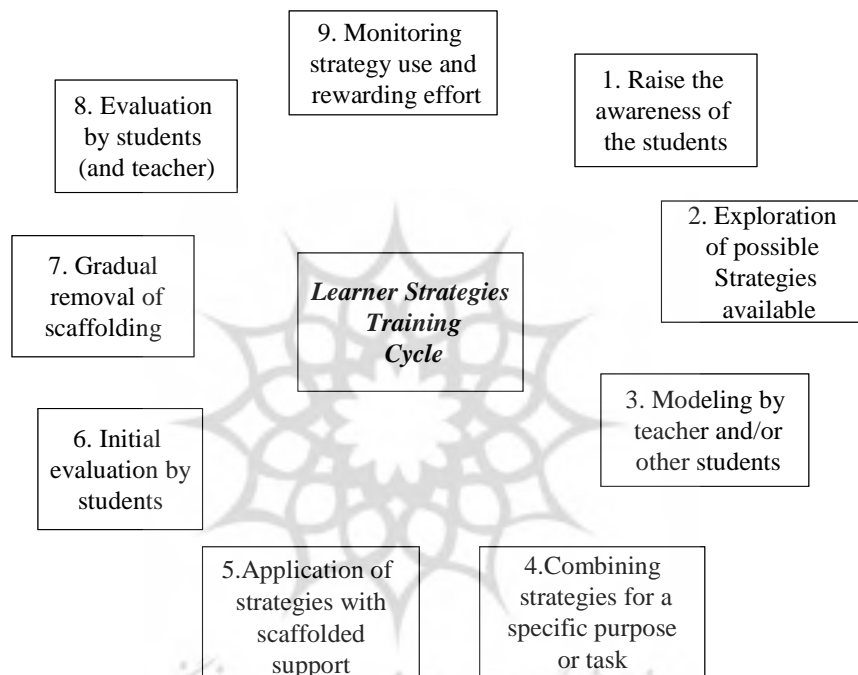 9. Monitoring
strategy use and
rewarding effort
1. Raise the
awareness of
the students
2. Exploration
of possible
Strategies
available
3. Modeling by
teacher and/or
other students
4.Combining
strategies for a
specific purpose
or task
5.Application of
strategies with
scaffolded
support
6. Initial
evaluation by
students
7. Gradual
removal of
scaffolding
8. Evaluation
by students
(and teacher)
Learner Strategies
Training
Cycle